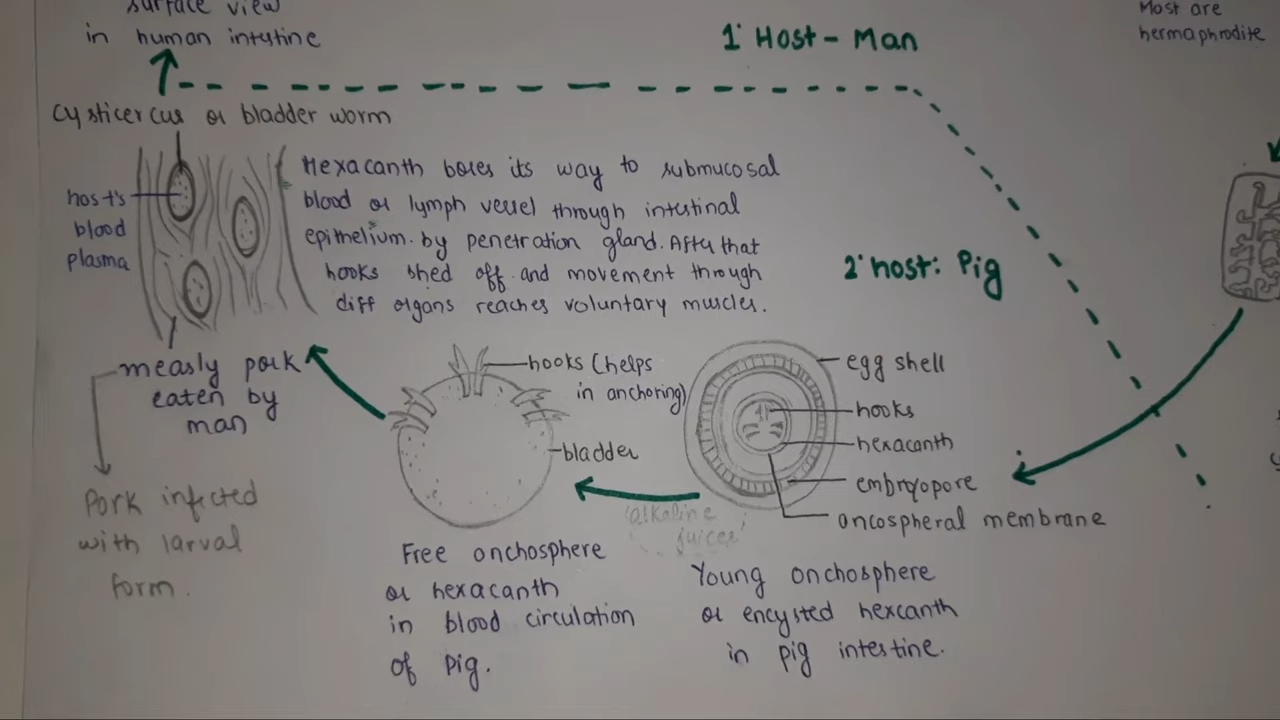 surface view
in human intestine
1° Host - Man
Most are
hermaphrodite
Cysticercus or bladder worm
host's
blood
plasma
Hexacanth bores its way to submucosal
blood or lymph vessel through intestinal
epithelium. by penetration gland. After that
hooks shed off and movement through
diff organs reaches voluntary muscles.
2° host: Pig
measly pork
eaten by
man
Pork infected
with larval
form.
hooks (helps
in anchoring)
bladder
egg shell
hooks
hexacanth
embryopore
oncospheral membrane
'alkaline
juices'
Free onchosphere
or hexacanth
in blood circulation
of pig.
Young onchosphere
or encysted hexcanth
in pig intestine.